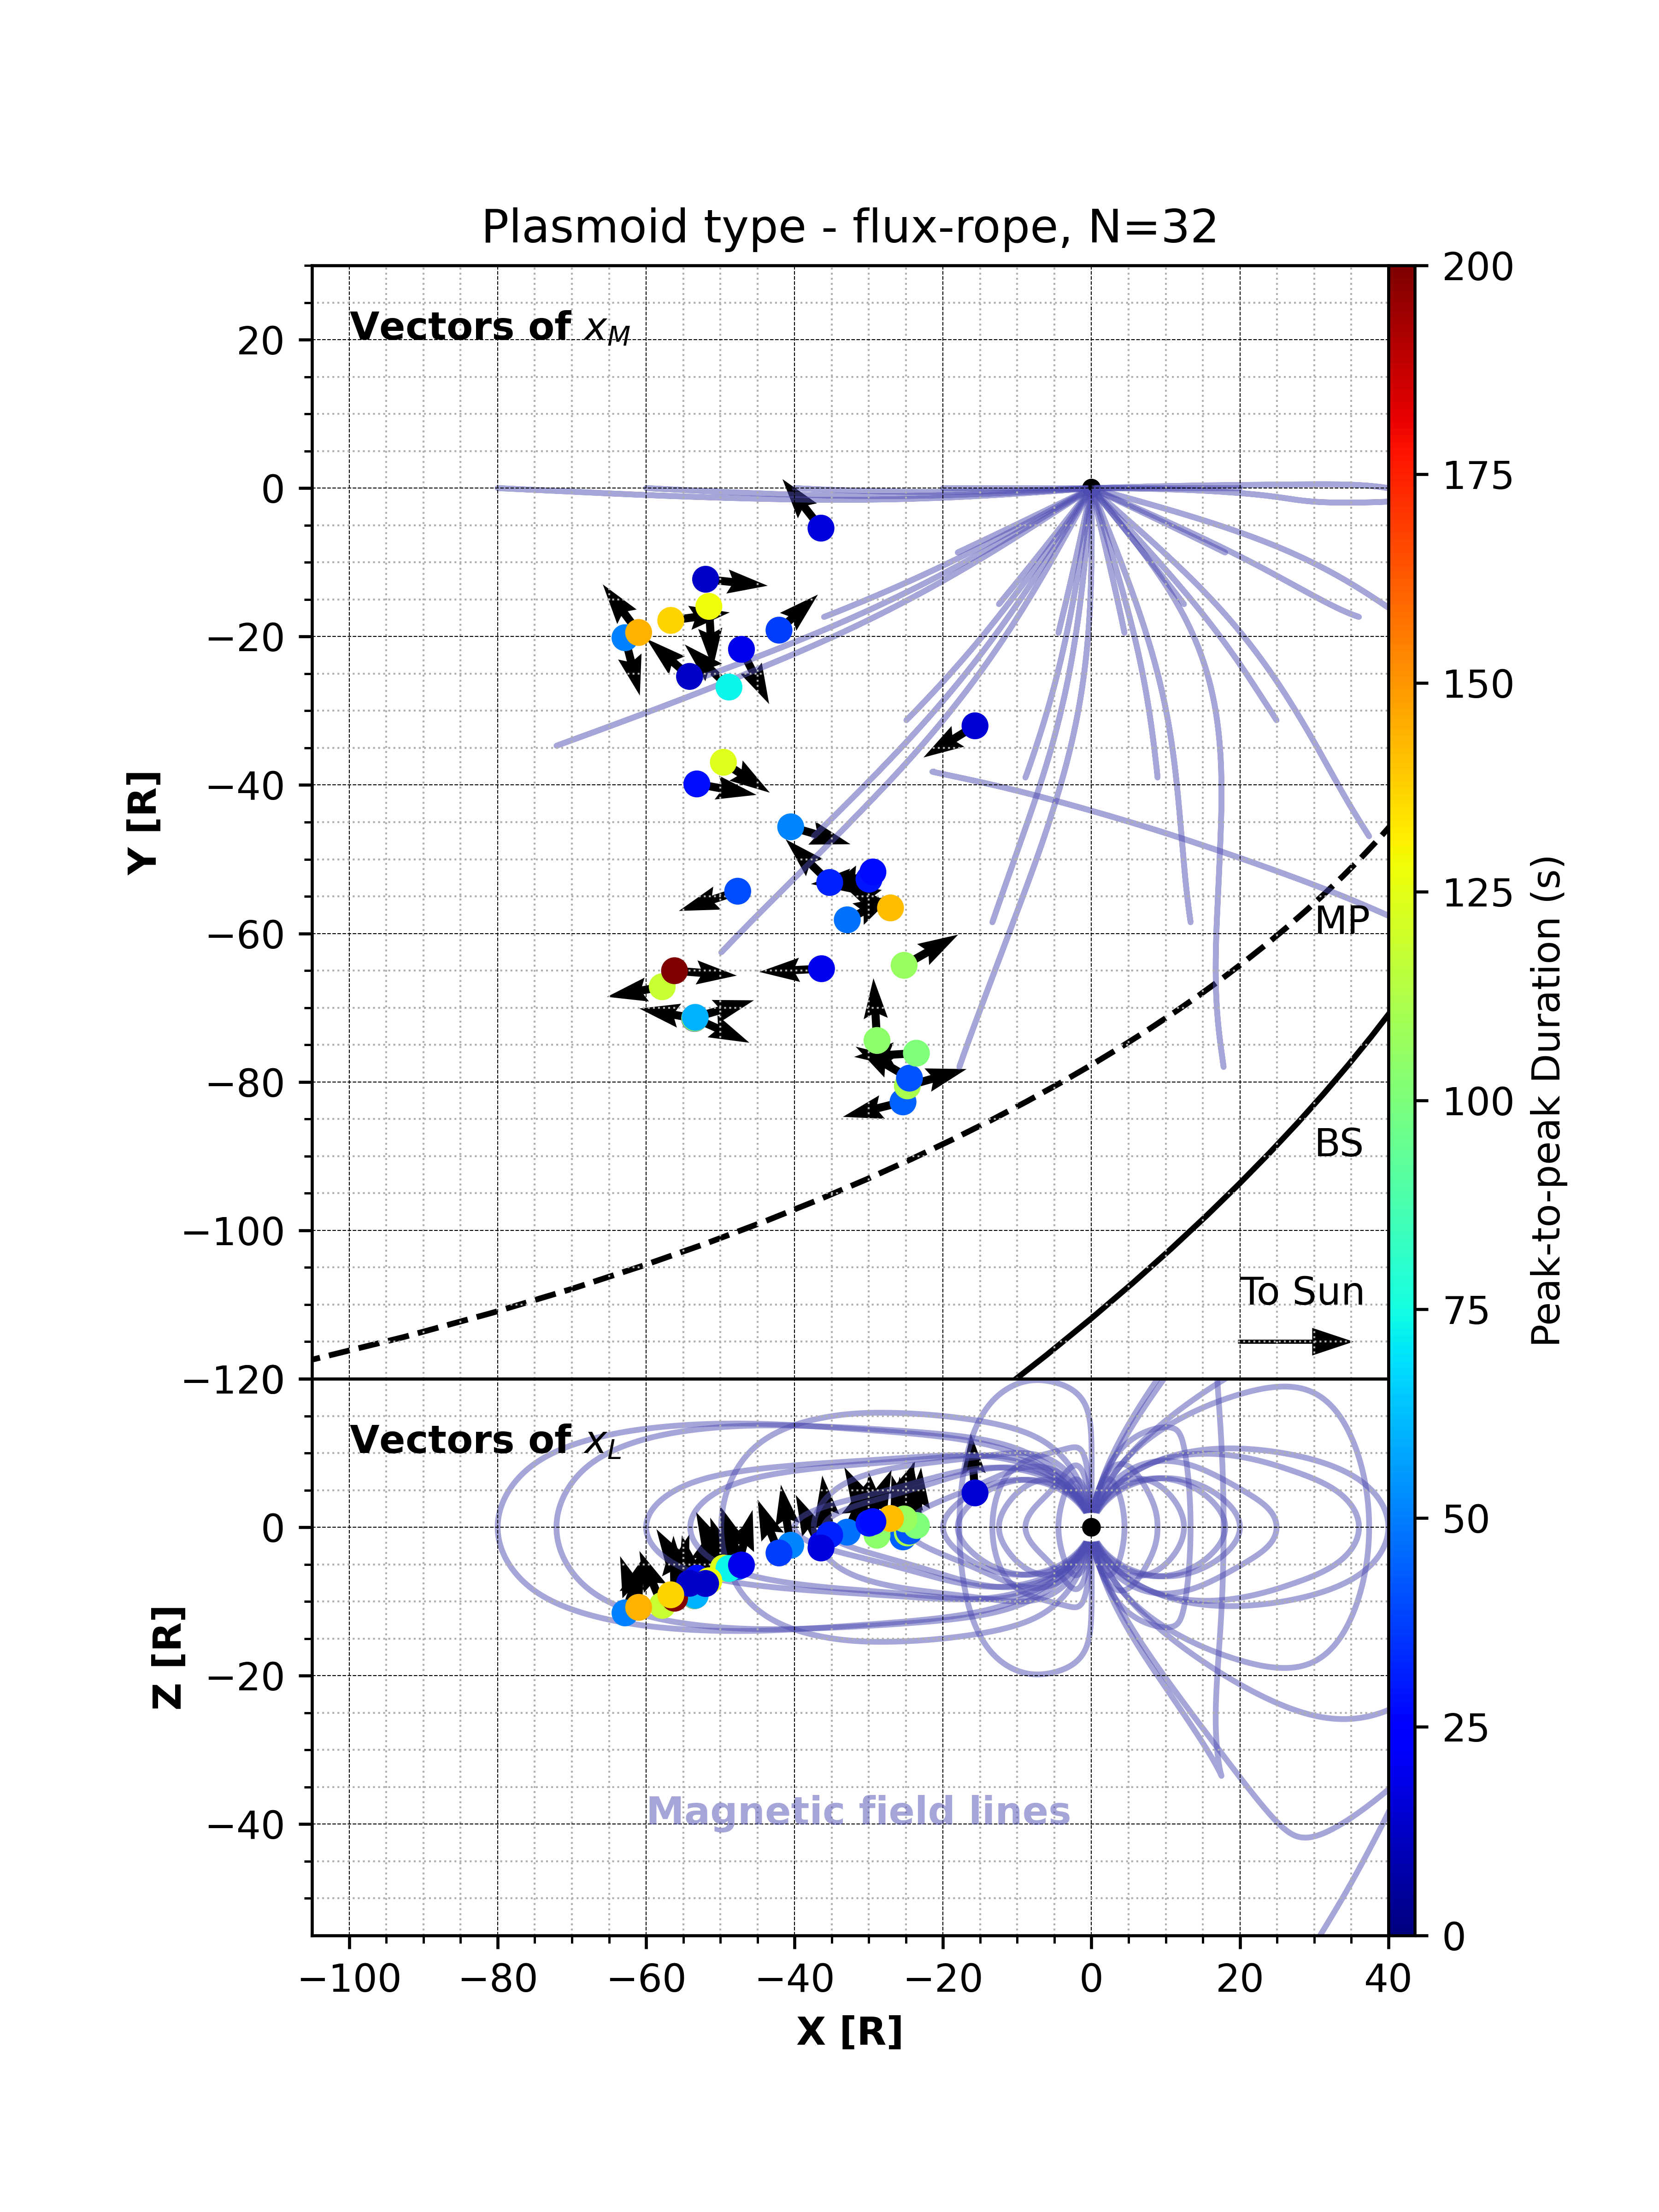 Plasmoid type - flux-rope, N=32
Vectors of x_M
20
0
−20
−40
−60
−80
−100
−120
Y [R]
MP
BS
To Sun
Vectors of x_L
0
−20
−40
Z [R]
Magnetic field lines
−100 −80 −60 −40 −20 0 20 40
X [R]
200
175
150
125
100
75
50
25
0
Peak-to-peak Duration (s)